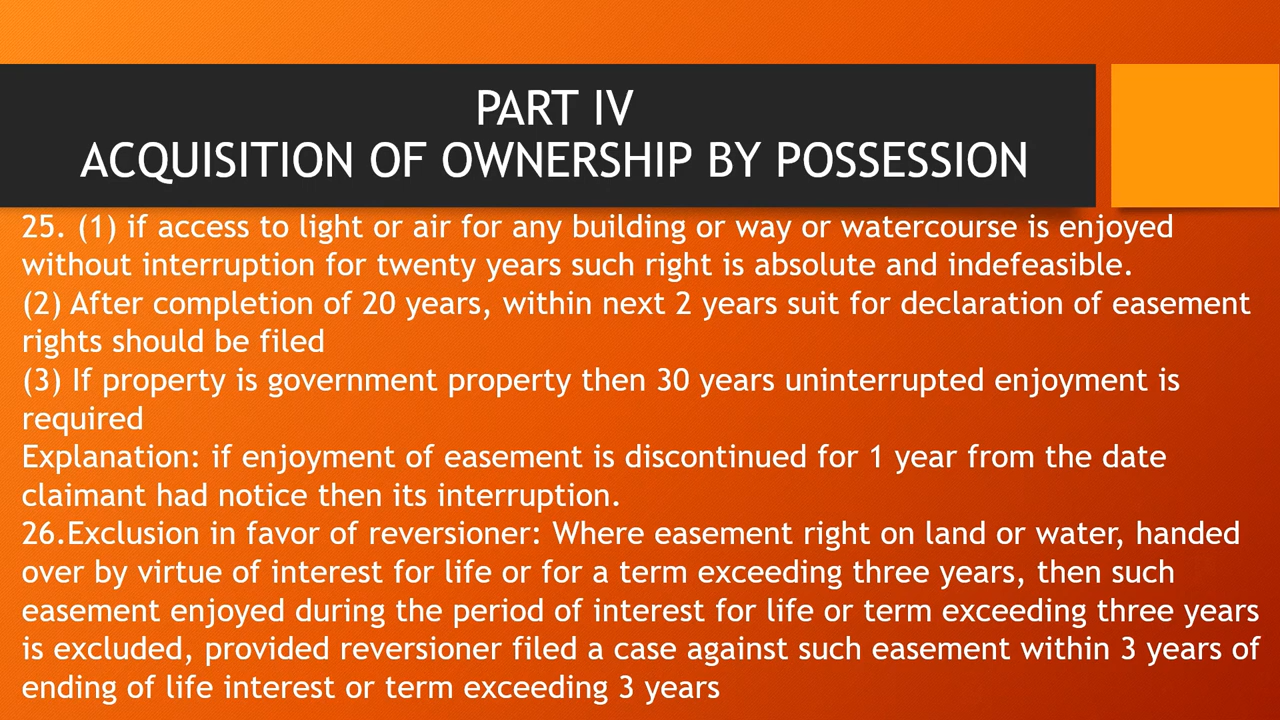 PART IV
ACQUISITION OF OWNERSHIP BY POSSESSION
25. (1) if access to light or air for any building or way or watercourse is enjoyed
without interruption for twenty years such right is absolute and indefeasible.
(2) After completion of 20 years, within next 2 years suit for declaration of easement
rights should be filed
(3) If property is government property then 30 years uninterrupted enjoyment is
required
Explanation: if enjoyment of easement is discontinued for 1 year from the date
claimant had notice then its interruption.
26.Exclusion in favor of reversioner: Where easement right on land or water, handed
over by virtue of interest for life or for a term exceeding three years, then such
easement enjoyed during the period of interest for life or term exceeding three years
is excluded, provided reversioner filed a case against such easement within 3 years of
ending of life interest or term exceeding 3 years